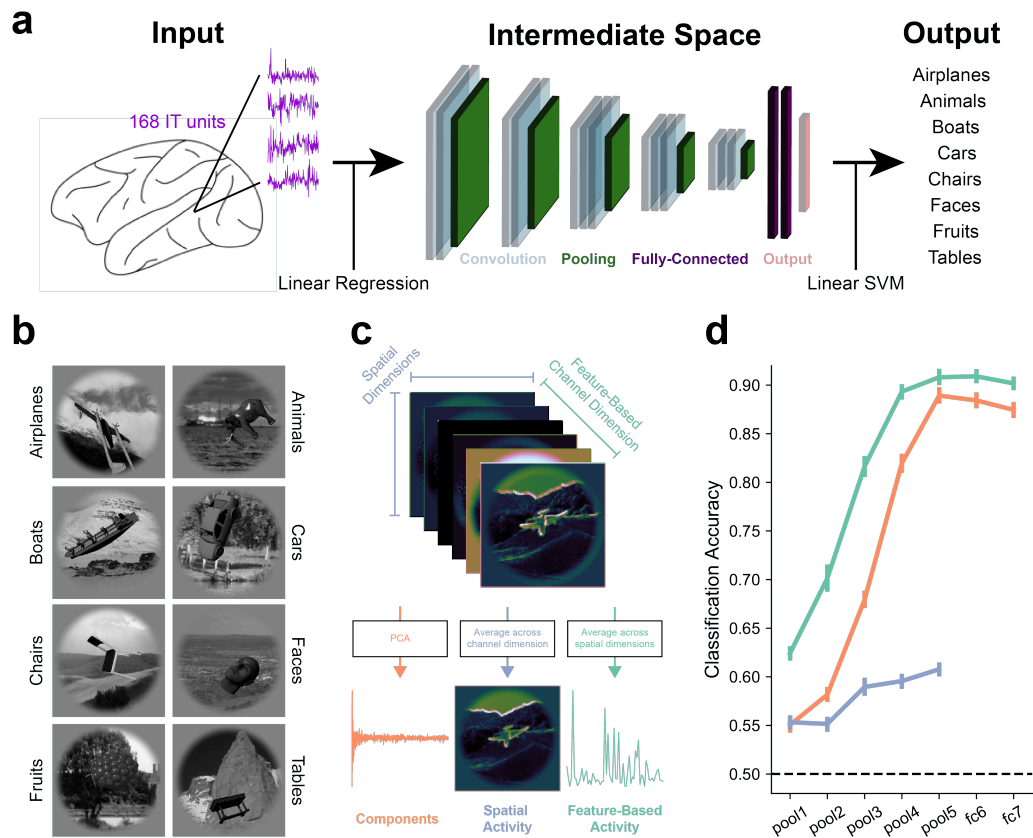 a
Input
Intermediate Space
Output
168 IT units
Airplanes
Animals
Boats
Cars
Chairs
Faces
Fruits
Tables
Convolution
Pooling
Fully-Connected
Output
Linear Regression
Linear SVM
b
Airplanes
Animals
Boats
Cars
Chairs
Faces
Fruits
Tables
c
Spatial
Dimensions
Feature-Based
Channel Dimension
PCA
Average across
channel dimension
Average across
spatial dimensions
Components
Spatial
Activity
Feature-Based
Activity
d
Classification Accuracy
0.90
0.85
0.80
0.75
0.70
0.65
0.60
0.55
0.50
pool1
pool2
pool3
pool4
pool5
fc6
fc7